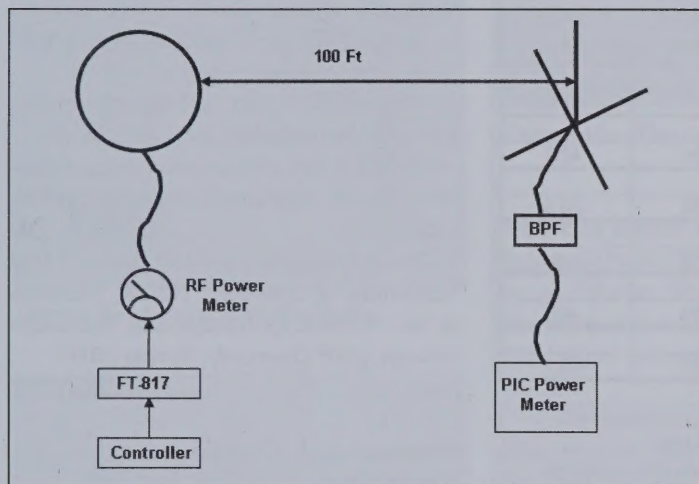 100 Ft
BPF
RF Power
Meter
FT-817
PIC Power
Meter
Controller